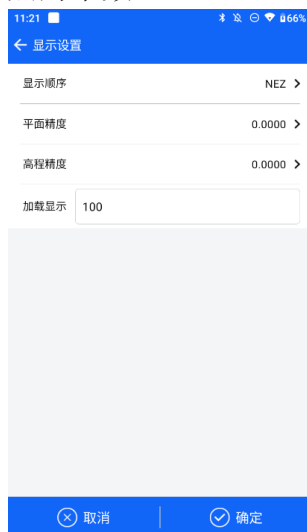 11:21 66%
显示设置
显示顺序 NEZ
平面精度 0.0000
高程精度 0.0000
加载显示 100
取消 确定